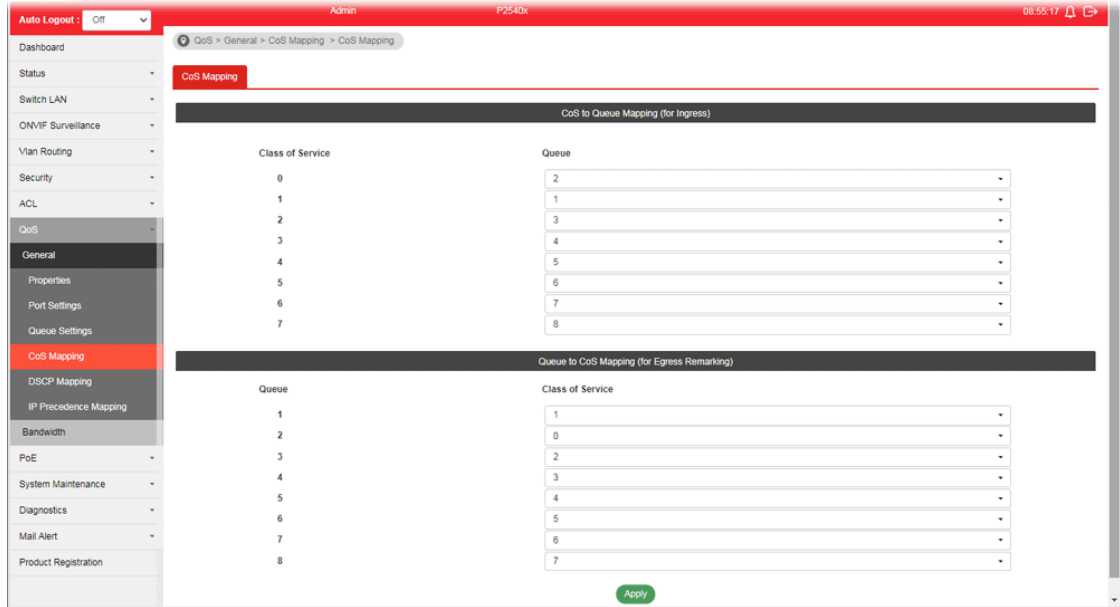 Auto Logout : Off Admin P2540x 08:55:17
Dashboard
Status
Switch LAN
ONVIF Surveillance
Vlan Routing
Security
ACL
QoS
General
Properties
Port Settings
Queue Settings
CoS Mapping
DSCP Mapping
IP Precedence Mapping
Bandwidth
PoE
System Maintenance
Diagnostics
Mail Alert
Product Registration
QoS > General > CoS Mapping > CoS Mapping
CoS Mapping
CoS to Queue Mapping (for Ingress)
Class of Service Queue
0 2
1 1
2 3
3 4
4 5
5 6
6 7
7 8
Queue to CoS Mapping (for Egress Remarking)
Queue Class of Service
1 1
2 0
3 2
4 3
5 4
6 5
7 6
8 7
Apply